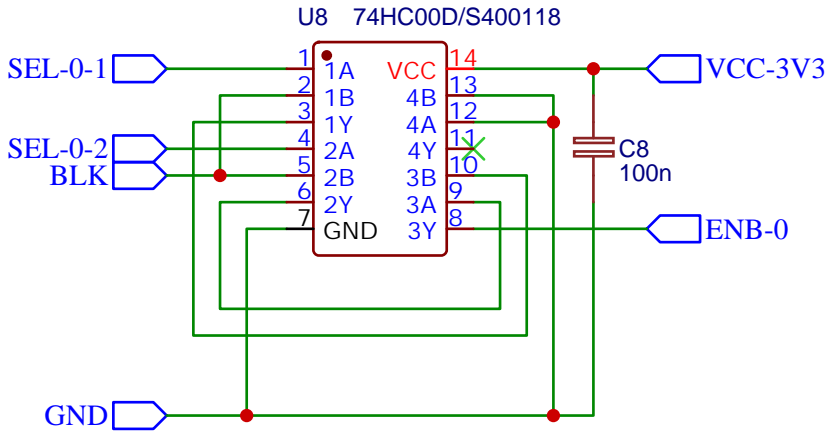 U8 74HC00D/S400118
SEL-0-1 1 1A VCC 14 VCC-3V3
2 1B 4B 13
3 1Y 4A 12
SEL-0-2 4 2A 4Y 11 C8
BLK 5 2B 3B 10 100n
6 2Y 3A 9
7 GND 3Y 8 ENB-0
GND